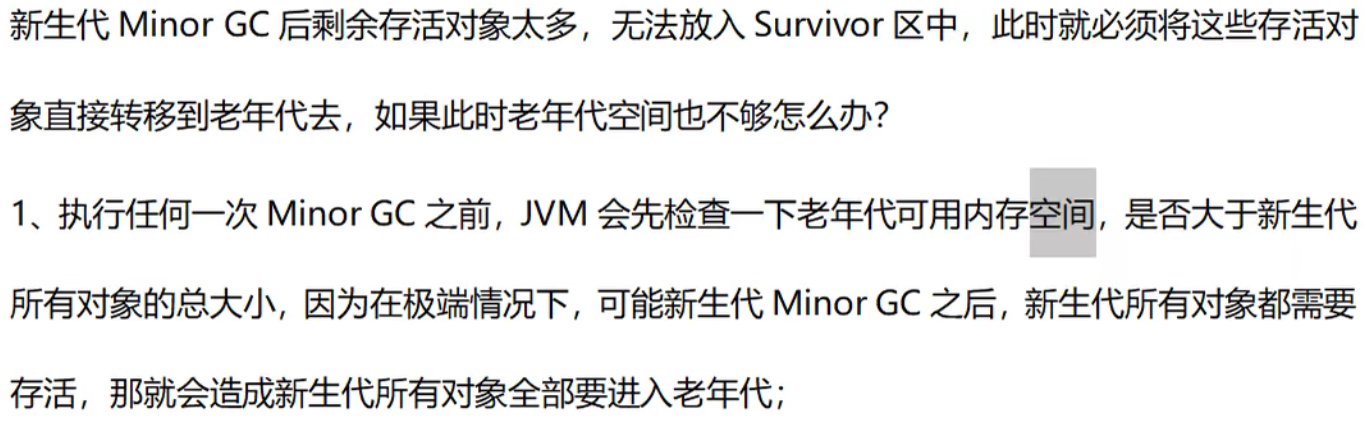 新生代 Minor GC 后剩余存活对象太多，无法放入 Survivor 区中，此时就必须将这些存活对
象直接转移到老年代去，如果此时老年代空间也不够怎么办？
1、执行任何一次 Minor GC 之前，JVM 会先检查一下老年代可用内存空间，是否大于新生代
所有对象的总大小，因为在极端情况下，可能新生代 Minor GC 之后，新生代所有对象都需要
存活，那就会造成新生代所有对象全部要进入老年代；